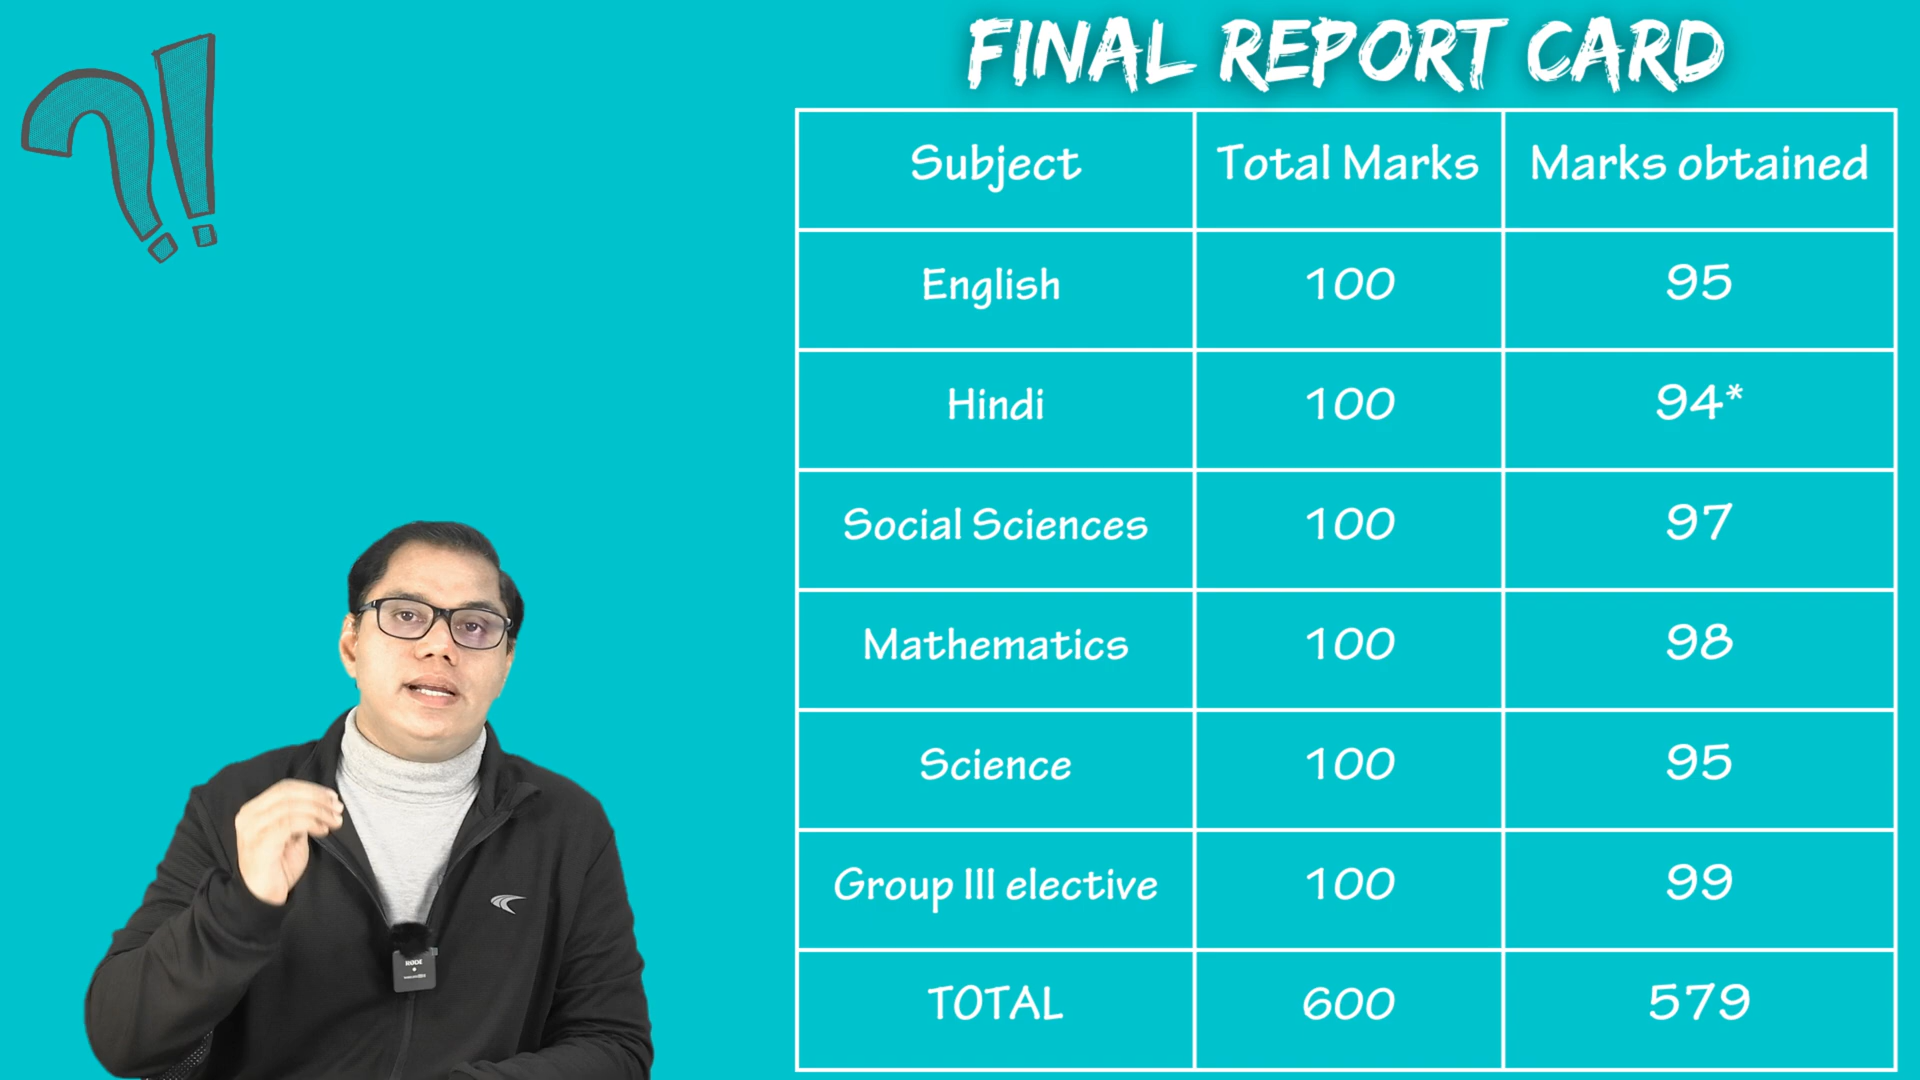 ?!
FINAL REPORT CARD
Subject Total Marks Marks obtained
English 100 95
Hindi 100 94*
Social Sciences 100 97
Mathematics 100 98
Science 100 95
Group III elective 100 99
TOTAL 600 579
RODE